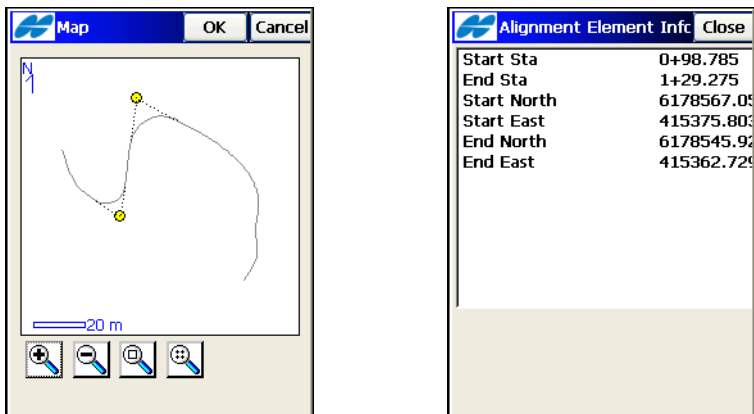 Map OK Cancel
N
20 m
Alignment Element Infc Close
Start Sta 0+98.785
End Sta 1+29.275
Start North 6178567.05
Start East 415375.803
End North 6178545.92
End East 415362.729